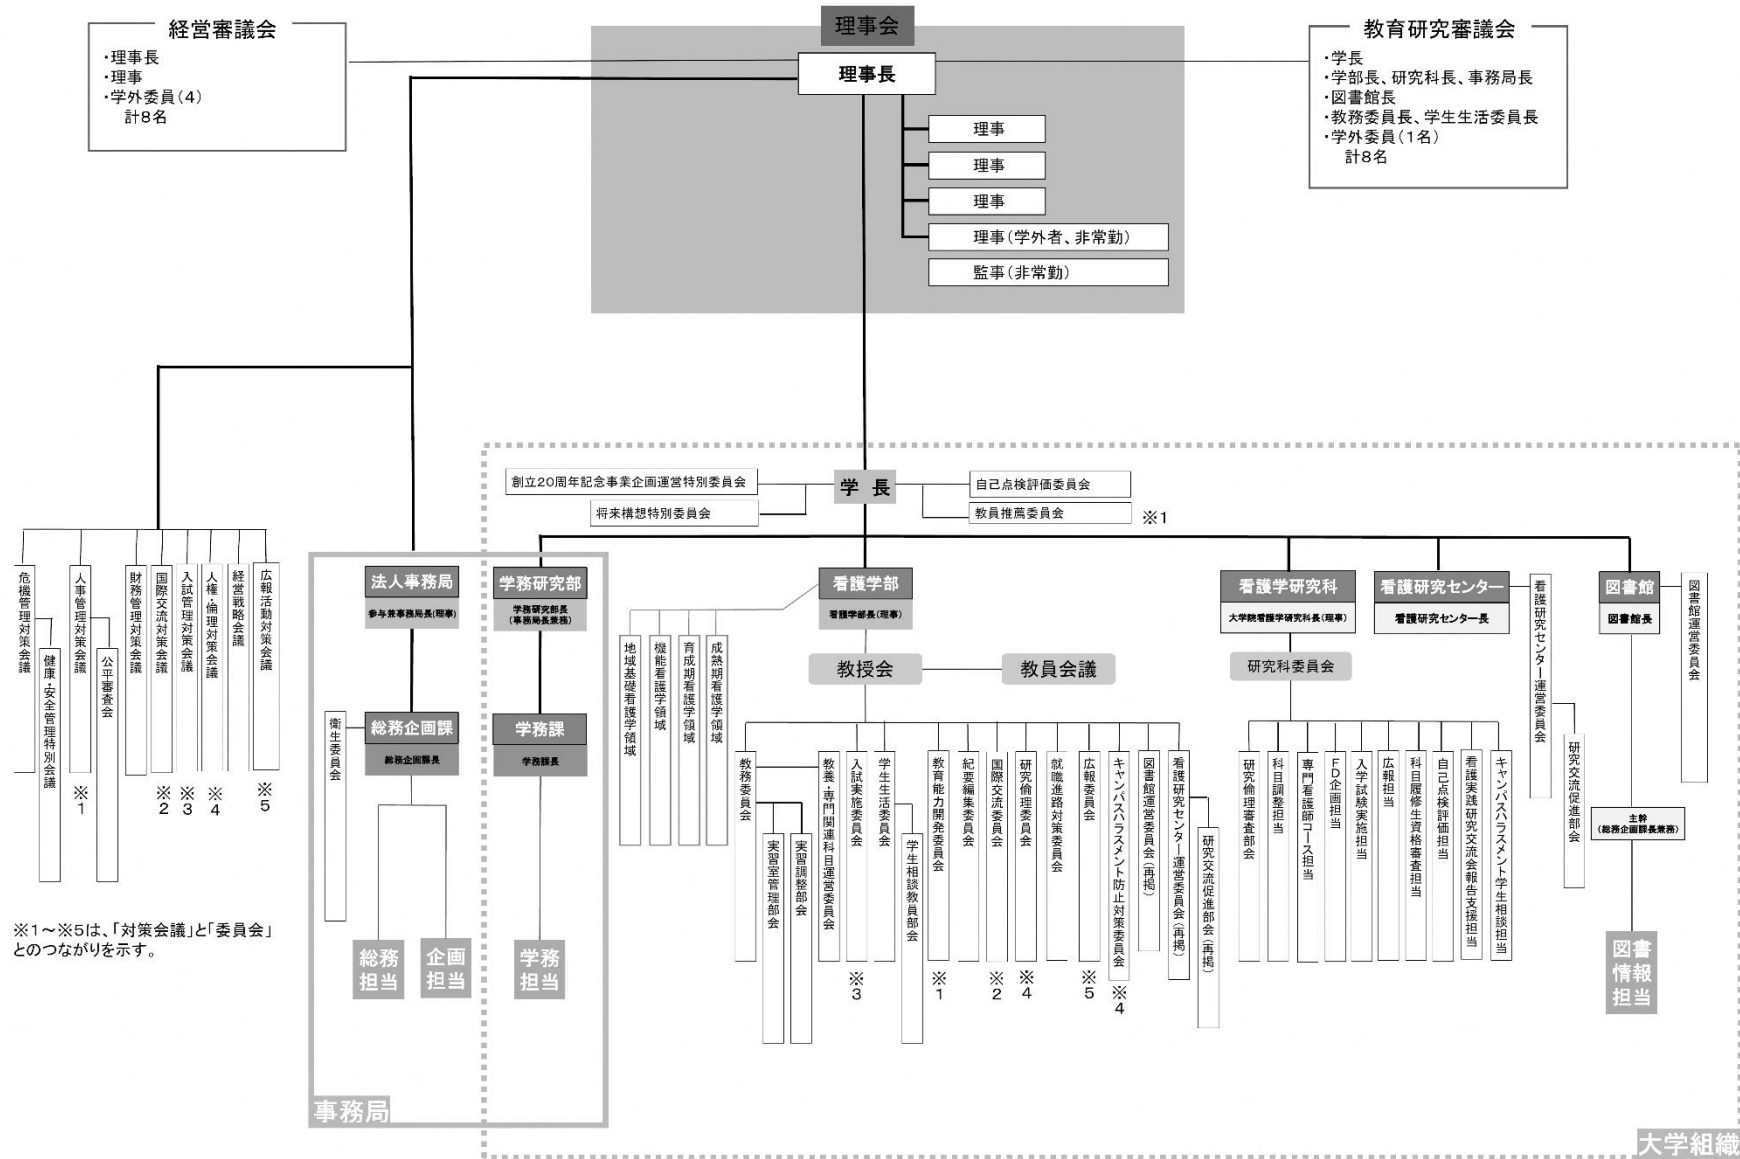 経営審議会
・理事長
・理事
・学外委員(4)
計8名
理事会
理事長
理事
理事
理事
理事(学外者、非常勤)
監事(非常勤)
教育研究審議会
・学長
・学部長、研究科長、事務局長
・図書館長
・教務委員長、学生生活委員長
・学外委員(1名)
計8名
創立20周年記念事業企画運営特別委員会
将来構想特別委員会
学 長
自己点検評価委員会
教員推薦委員会
※1
危機管理対策会議
健康・安全管理特別会議
人事管理対策会議
※1
公平審査会
財務管理対策会議
国際交流対策会議
※2
入試管理対策会議
※3
人権・倫理対策会議
※4
経営戦略会議
広報活動対策会議
※5
※1～※5は、「対策会議」と「委員会」
とのつながりを示す。
法人事務局
参与兼事務局長(理事)
衛生委員会
総務企画課
総務企画課長
総務
担当
企画
担当
学務研究部
学務研究部長
(事務局長兼務)
学務課
学務課長
学務
担当
事務局
看護学部
看護学部長(理事)
地域基礎看護学領域
機能看護学領域
育成期看護学領域
成熟期看護学領域
教授会
教員会議
教務委員会
実習室管理部会
実習調整部会
教養・専門関連科目運営委員会
入試実施委員会
※3
学生生活委員会
学生相談教員部会
教育能力開発委員会
※1
紀要編集委員会
国際交流委員会
※2
研究倫理委員会
※4
就職進路対策委員会
広報委員会
※5
キャンパスハラスメント防止対策委員会
※4
図書館運営委員会(再掲)
看護研究センター運営委員会(再掲)
研究交流促進部会(再掲)
看護学研究科
大学院看護学研究科長(理事)
研究科委員会
研究倫理審査部会
科目調整担当
専門看護師コース担当
FD企画担当
入学試験実施担当
広報担当
科目履修生資格審査担当
自己点検評価担当
看護実践研究交流会報告支援担当
キャンパスハラスメント学生相談担当
看護研究センター
看護研究センター長
看護研究センター運営委員会
研究交流促進部会
図書館
図書館長
図書館運営委員会
主幹
(総務企画課長兼務)
図書
情報
担当
大学組織